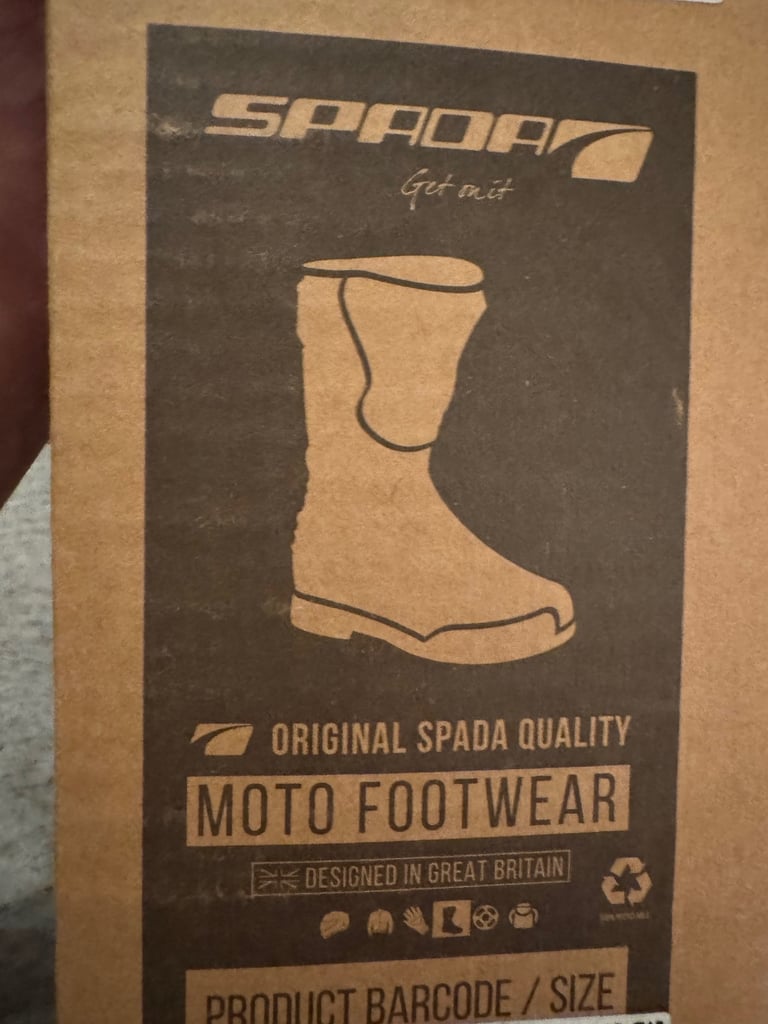 SPADA
Get on it
ORIGINAL SPADA QUALITY
MOTO FOOTWEAR
DESIGNED IN GREAT BRITAIN
PRODUCT BARCODE / SIZE